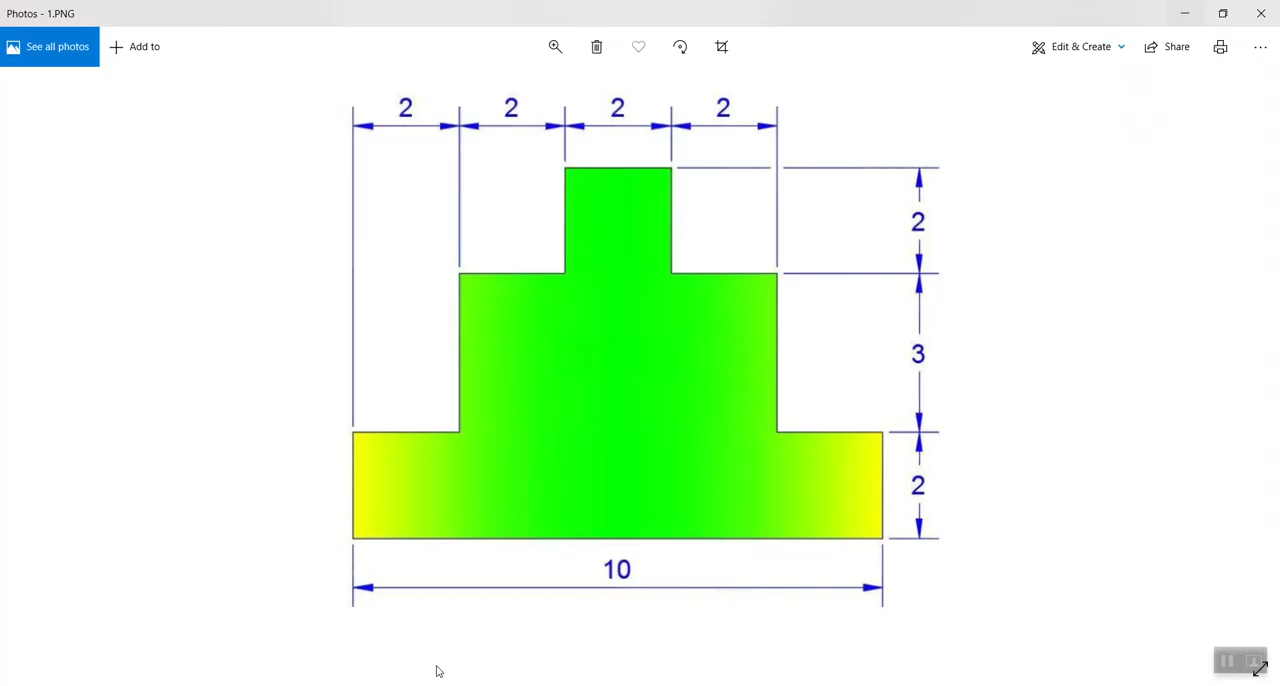 Photos - 1.PNG
See all photos
Add to
Edit & Create
Share
2 2 2 2
2
3
2
10